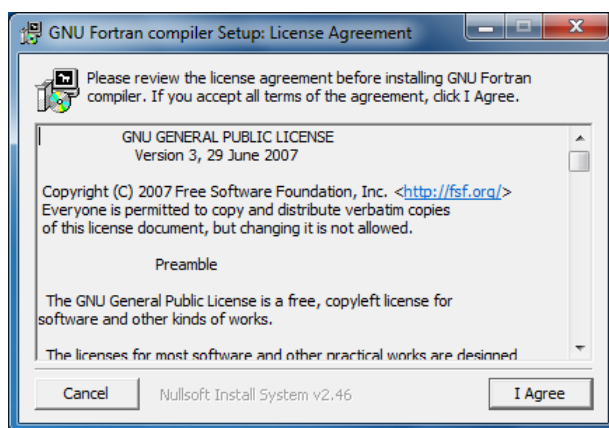 GNU Fortran compiler Setup: License Agreement
Please review the license agreement before installing GNU Fortran
compiler. If you accept all terms of the agreement, click I Agree.
GNU GENERAL PUBLIC LICENSE
Version 3, 29 June 2007
Copyright (C) 2007 Free Software Foundation, Inc. <http://fsf.org/>
Everyone is permitted to copy and distribute verbatim copies
of this license document, but changing it is not allowed.
Preamble
The GNU General Public License is a free, copyleft license for
software and other kinds of works.
The licenses for most software and other practical works are designed
Cancel
Nullsoft Install System v2.46
I Agree